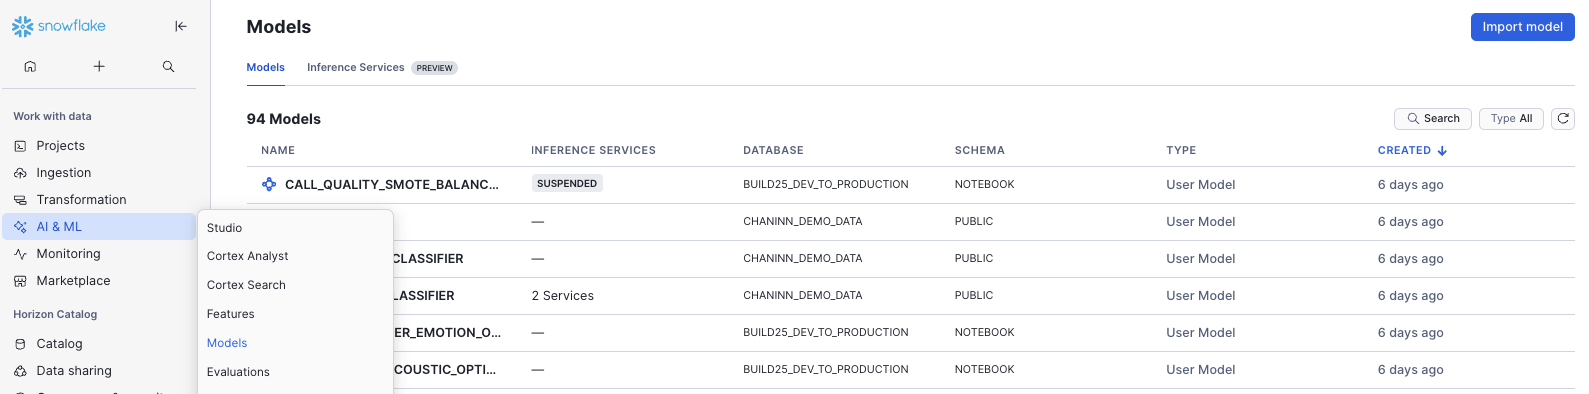 snowflake
Work with data
Projects
Ingestion
Transformation
AI & ML
Monitoring
Marketplace
Horizon Catalog
Catalog
Data sharing
Studio
Cortex Analyst
Cortex Search
Features
Models
Evaluations
Models
Import model
Models Inference Services PREVIEW
94 Models
Search Type All
NAME INFERENCE SERVICES DATABASE SCHEMA TYPE CREATED
CALL_QUALITY_SMOTE_BALANC... SUSPENDED BUILD25_DEV_TO_PRODUCTION NOTEBOOK User Model 6 days ago
— CHANINN_DEMO_DATA PUBLIC User Model 6 days ago
CLASSIFIER — CHANINN_DEMO_DATA PUBLIC User Model 6 days ago
LASSIFIER 2 Services CHANINN_DEMO_DATA PUBLIC User Model 6 days ago
ER_EMOTION_O... — BUILD25_DEV_TO_PRODUCTION NOTEBOOK User Model 6 days ago
COUSTIC_OPTI... — BUILD25_DEV_TO_PRODUCTION NOTEBOOK User Model 6 days ago